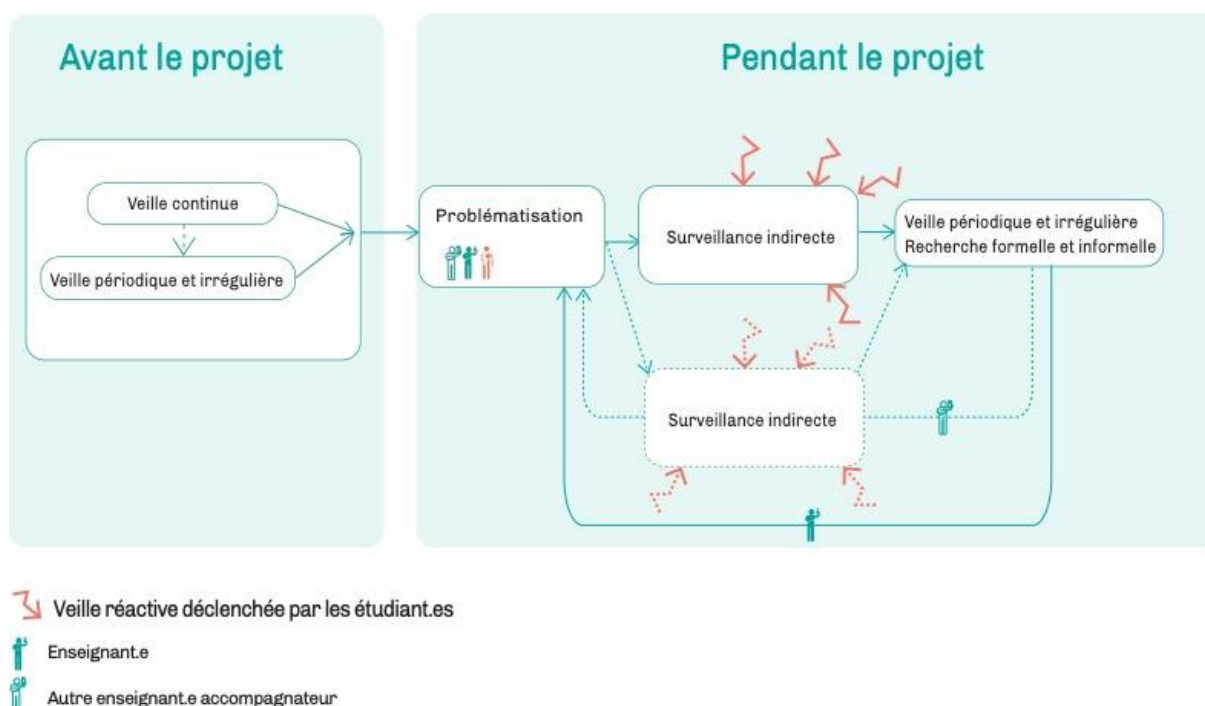 Avant le projet
Pendant le projet
Veille continue
Veille périodique et irrégulière
Problématisation
Surveillance indirecte
Veille périodique et irrégulière
Recherche formelle et informelle
Surveillance indirecte
Veille réactive déclenchée par les étudiant.es
Enseignant.e
Autre enseignant.e accompagnateur